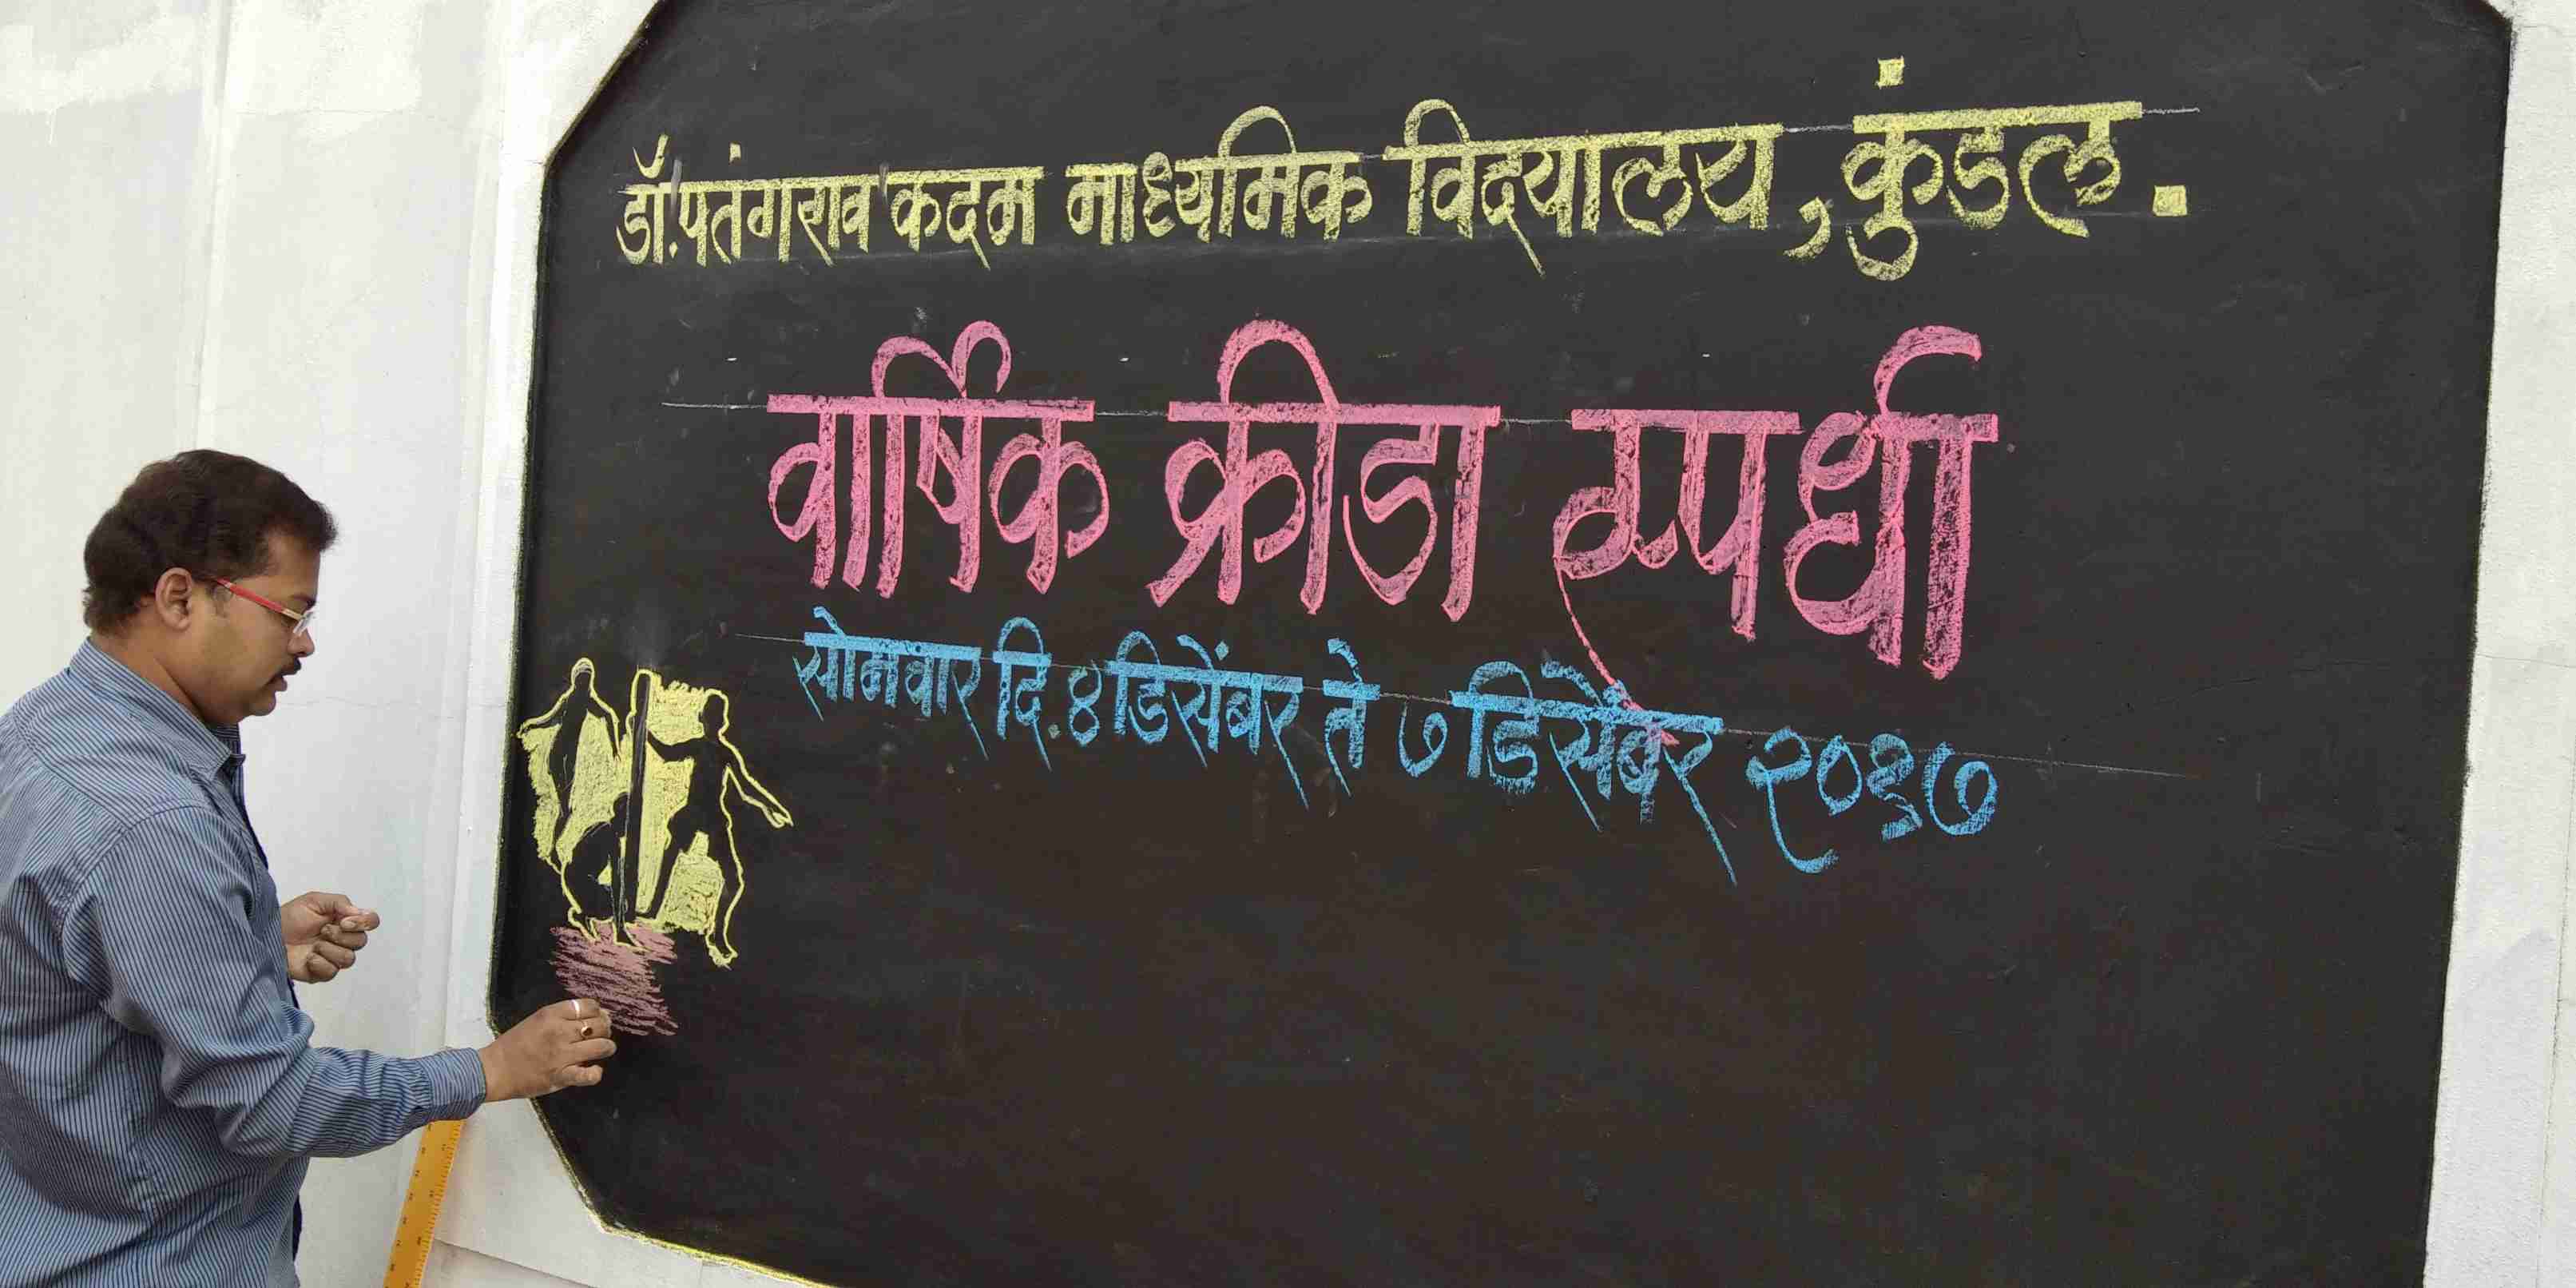 डॉ.पतंगराव कदम माध्यमिक विद्यालय, कुंडल.
वार्षिक क्रीडा स्पर्धा
सोमवार दि. ४ डिसेंबर ते ७ डिसेंबर २०१७